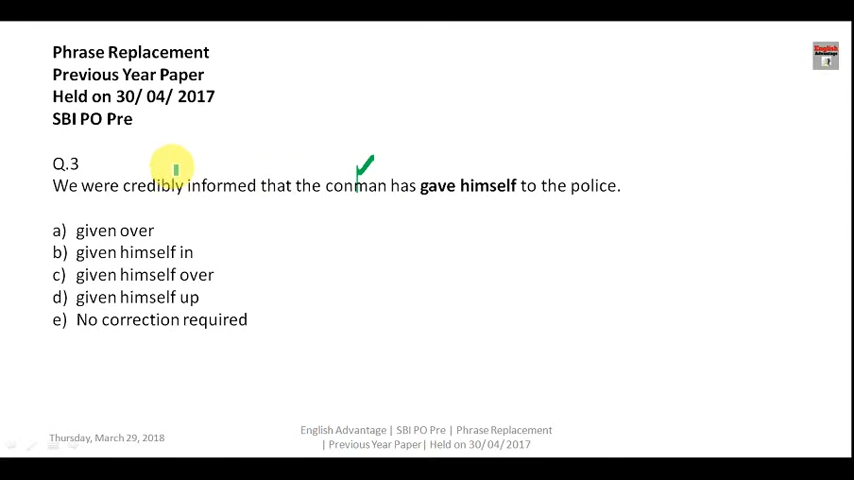 Phrase Replacement
Previous Year Paper
Held on 30/ 04/ 2017
SBI PO Pre
English
Advantage
Q.3
We were credibly informed that the conman has gave himself to the police.
a) given over
b) given himself in
c) given himself over
d) given himself up
e) No correction required
Thursday, March 29, 2018
English Advantage| SBI PO Pre | Phrase Replacement
| Previous Year Paper| Held on 30/ 04/ 2017